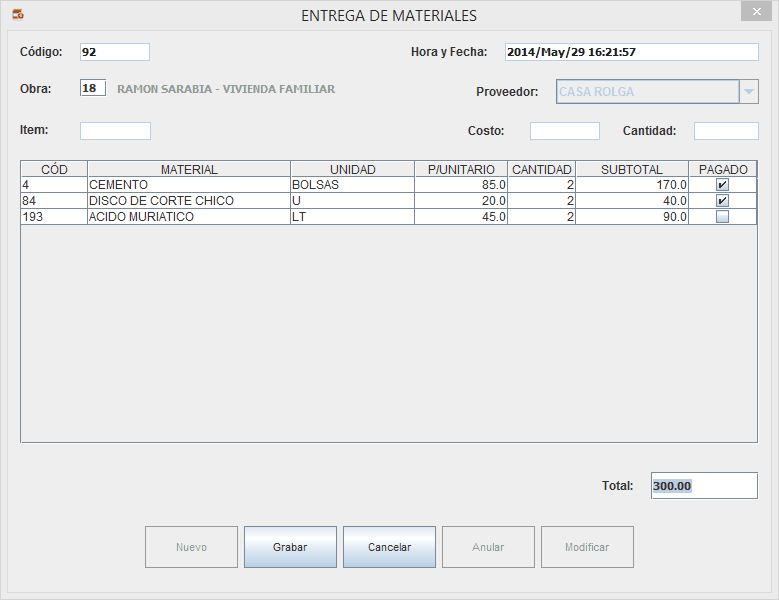 ENTREGA DE MATERIALES
Código: 92 Hora y Fecha: 2014/May/29 16:21:57
Obra: 18 RAMON SARABIA - VIVIENDA FAMILIAR Proveedor: CASA ROLGA
Item: Costo: Cantidad:
CÓD MATERIAL UNIDAD P/UNITARIO CANTIDAD SUBTOTAL PAGADO
4 CEMENTO BOLSAS 85.0 2 170.0
84 DISCO DE CORTE CHICO U 20.0 2 40.0
193 ACIDO MURIATICO LT 45.0 2 90.0
Total: 300.00
Nuevo Grabar Cancelar Anular Modificar